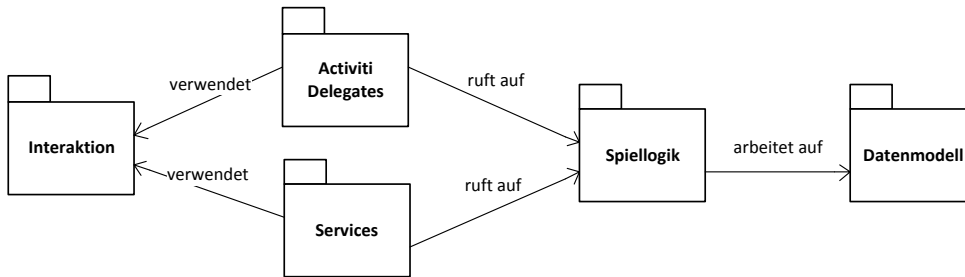 Activiti
Delegates
verwendet
ruft auf
Interaktion
Spiellogik
arbeitet auf
Datenmodell
verwendet
ruft auf
Services